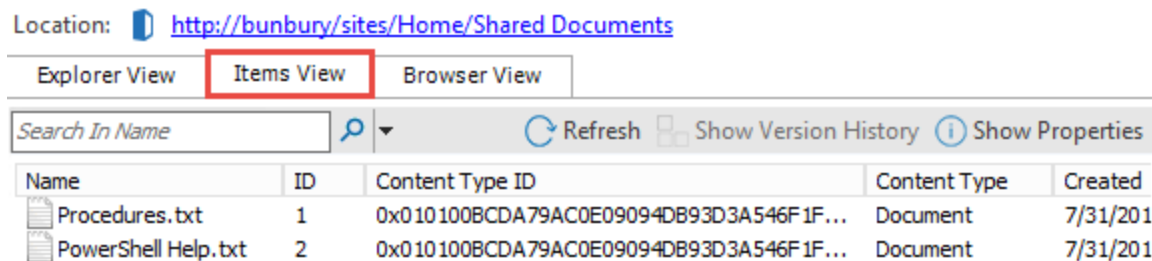 Location: http://bunbury/sites/Home/Shared Documents
Explorer View Items View Browser View
Search In Name Refresh Show Version History Show Properties
Name ID Content Type ID Content Type Created
Procedures.txt 1 0x010100BCDA79AC0E09094DB93D3A546F1F... Document 7/31/201
PowerShell Help.txt 2 0x010100BCDA79AC0E09094DB93D3A546F1F... Document 7/31/201